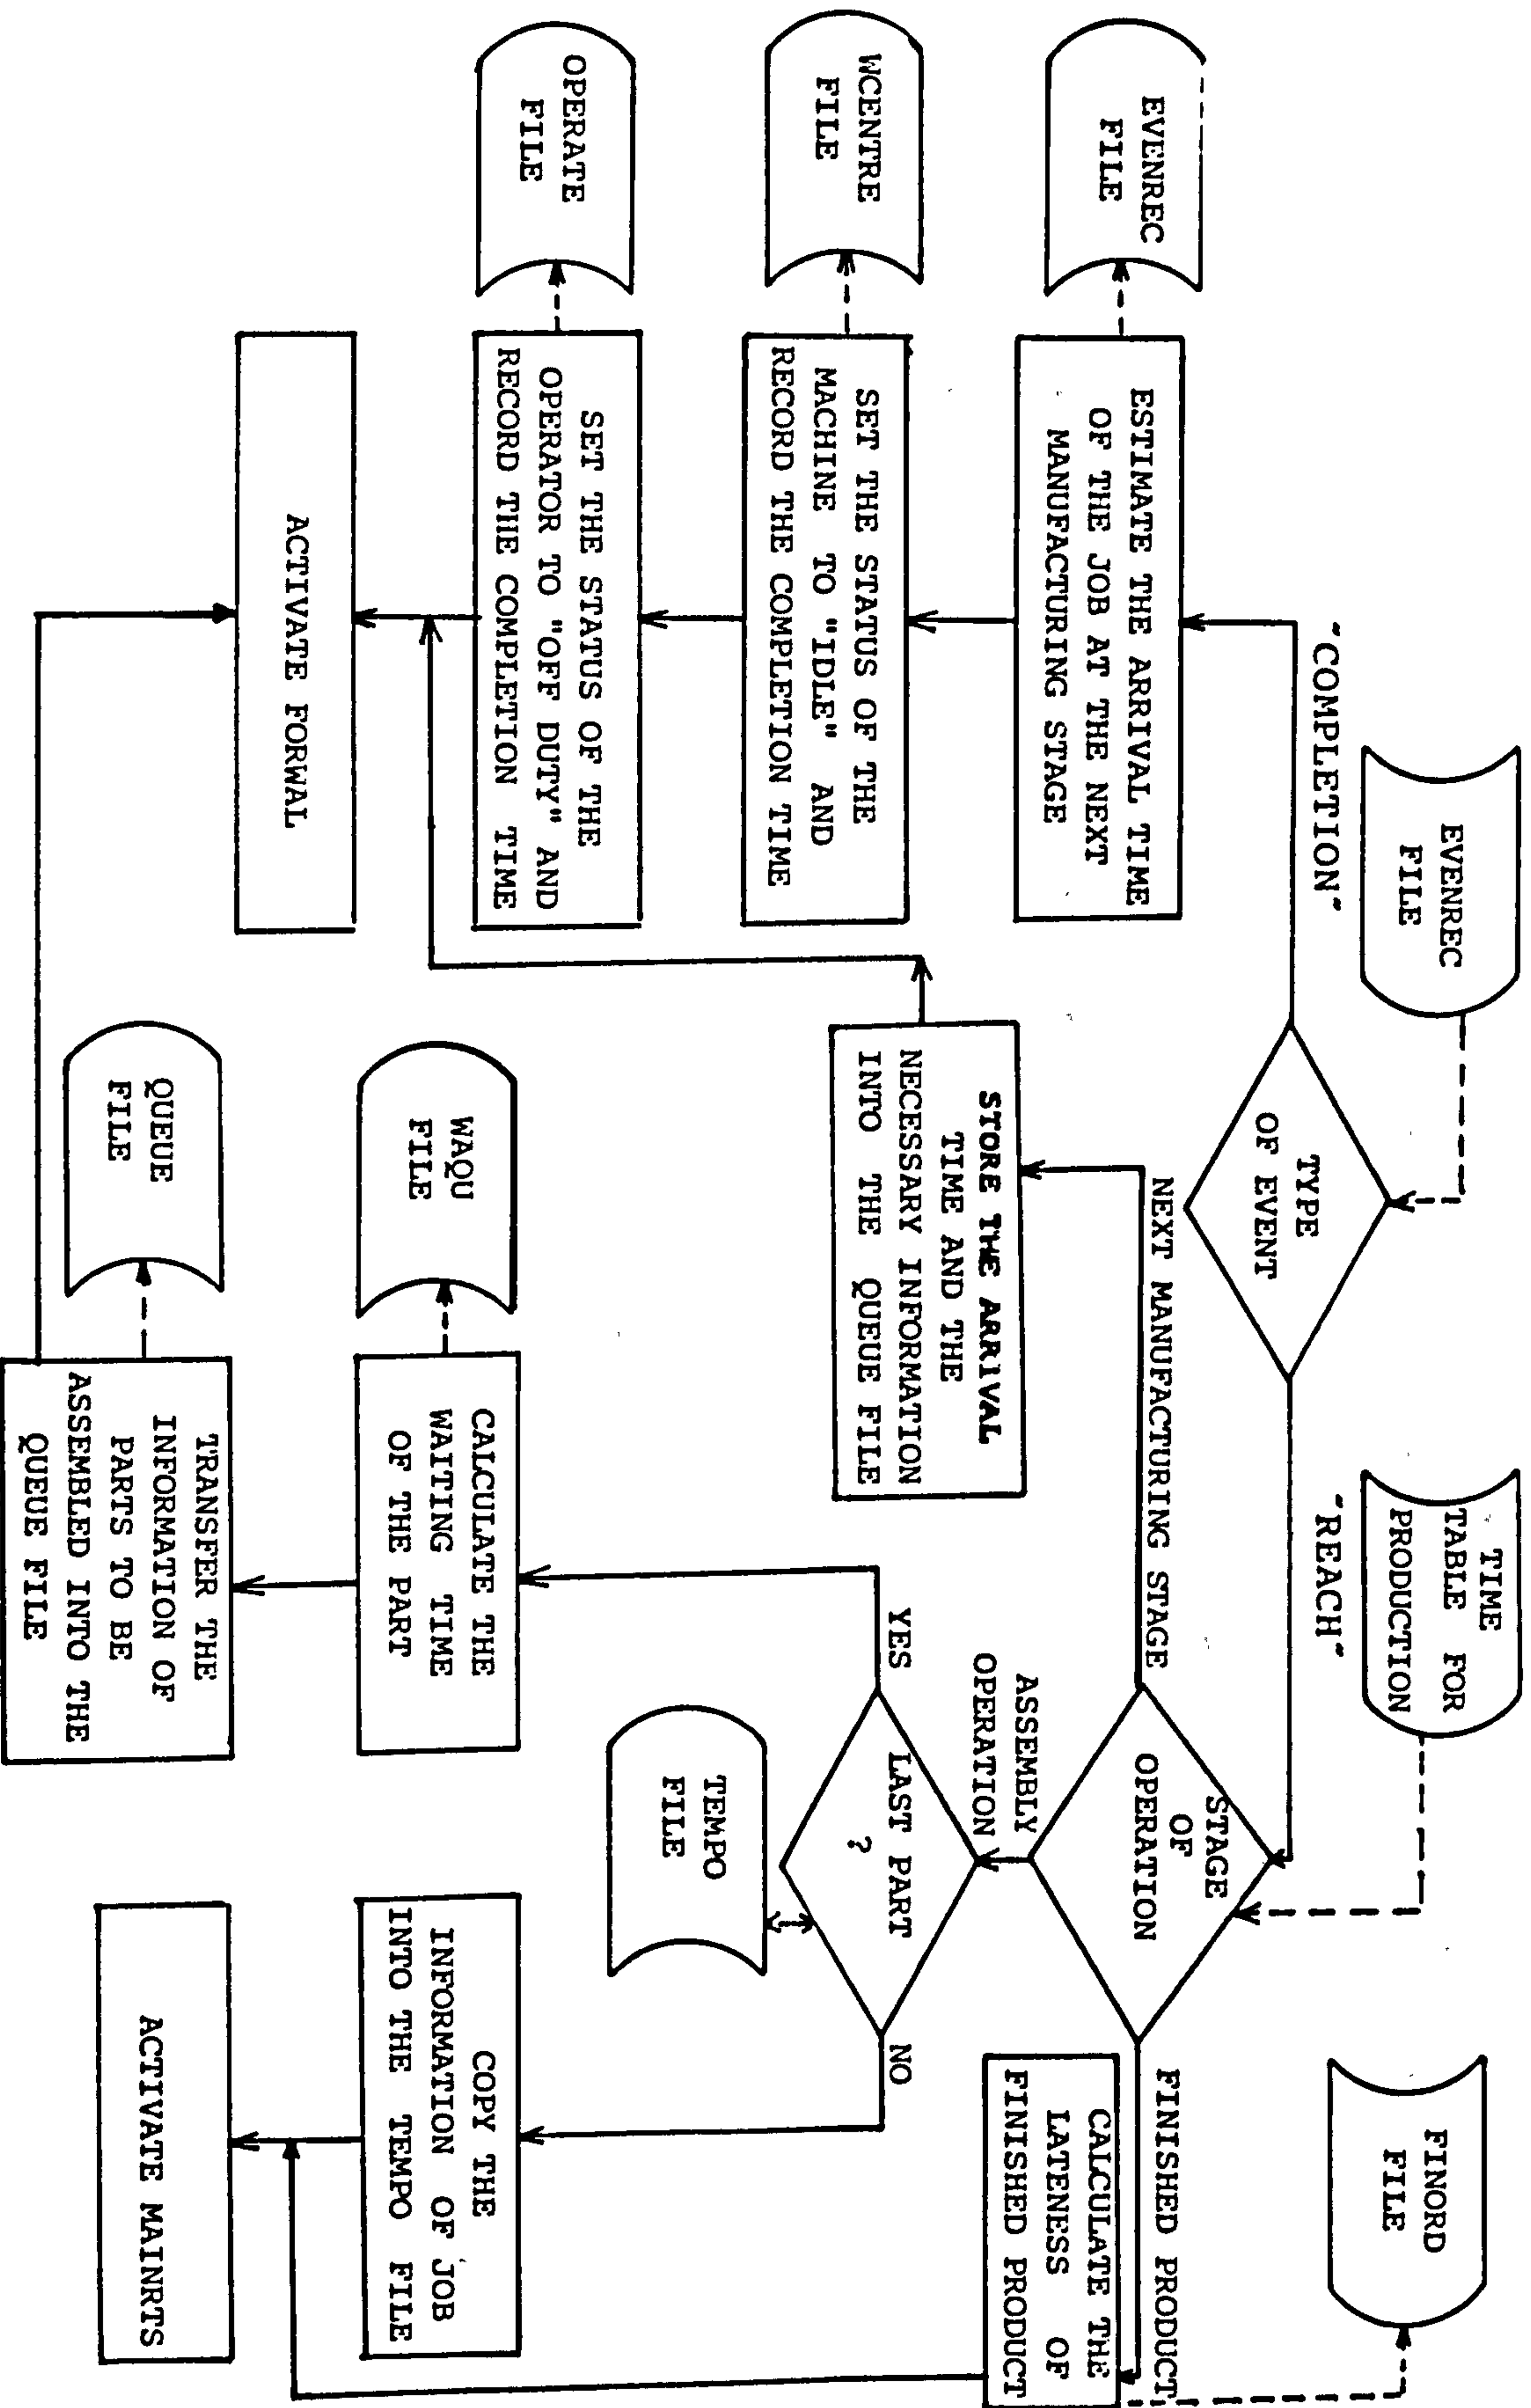 EVENREC
FILE
TIME
TABLE FOR
PRODUCTION
FINORD
FILE
"COMPLETION"
TYPE
OF EVENT
"REACH"
STAGE
OF
OPERATION
NEXT MANUFACTURING STAGE
FINISHED PRODUCT
EVENREC
FILE
ESTIMATE THE ARRIVAL TIME
OF THE JOB AT THE NEXT
MANUFACTURING STAGE
ASSEMBLY
OPERATION
CALCULATE THE
LATENESS OF
FINISHED PRODUCT
STORE THE ARRIVAL
TIME AND THE
NECESSARY INFORMATION
INTO THE QUEUE FILE
YES
LAST PART
?
NO
WCENTRE
FILE
SET THE STATUS OF THE
MACHINE TO "IDLE" AND
RECORD THE COMPLETION TIME
TEMPO
FILE
OPERATE
FILE
SET THE STATUS OF THE
OPERATOR TO "OFF DUTY" AND
RECORD THE COMPLETION TIME
WAQU
FILE
CALCULATE THE
WAITING TIME
OF THE PART
COPY THE
INFORMATION OF JOB
INTO THE TEMPO FILE
ACTIVATE FORWAL
QUEUE
FILE
TRANSFER THE
INFORMATION OF
PARTS TO BE
ASSEMBLED INTO THE
QUEUE FILE
ACTIVATE MAINRTS